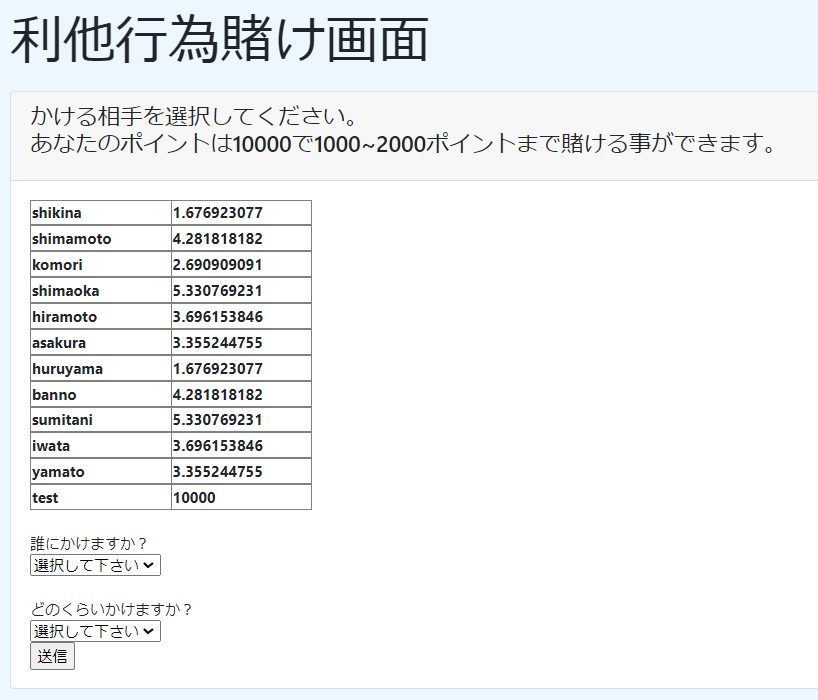 利他行為賭け画面
かける相手を選択してください。
あなたのポイントは10000で1000~2000ポイントまで賭ける事ができます。
shikina 1.676923077
shimamoto 4.281818182
komori 2.690909091
shimaoka 5.330769231
hiramoto 3.696153846
asakura 3.355244755
huruyama 1.676923077
banno 4.281818182
sumitani 5.330769231
iwata 3.696153846
yamato 3.355244755
test 10000
誰にかけますか？
選択して下さい
どのくらいかけますか？
選択して下さい
送信